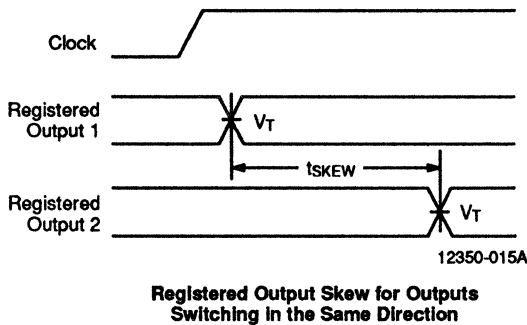 Clock
Registered
Output 1
VT
tSKEW
Registered
Output 2
VT
12350-015A
Registered Output Skew for Outputs
Switching in the Same Direction